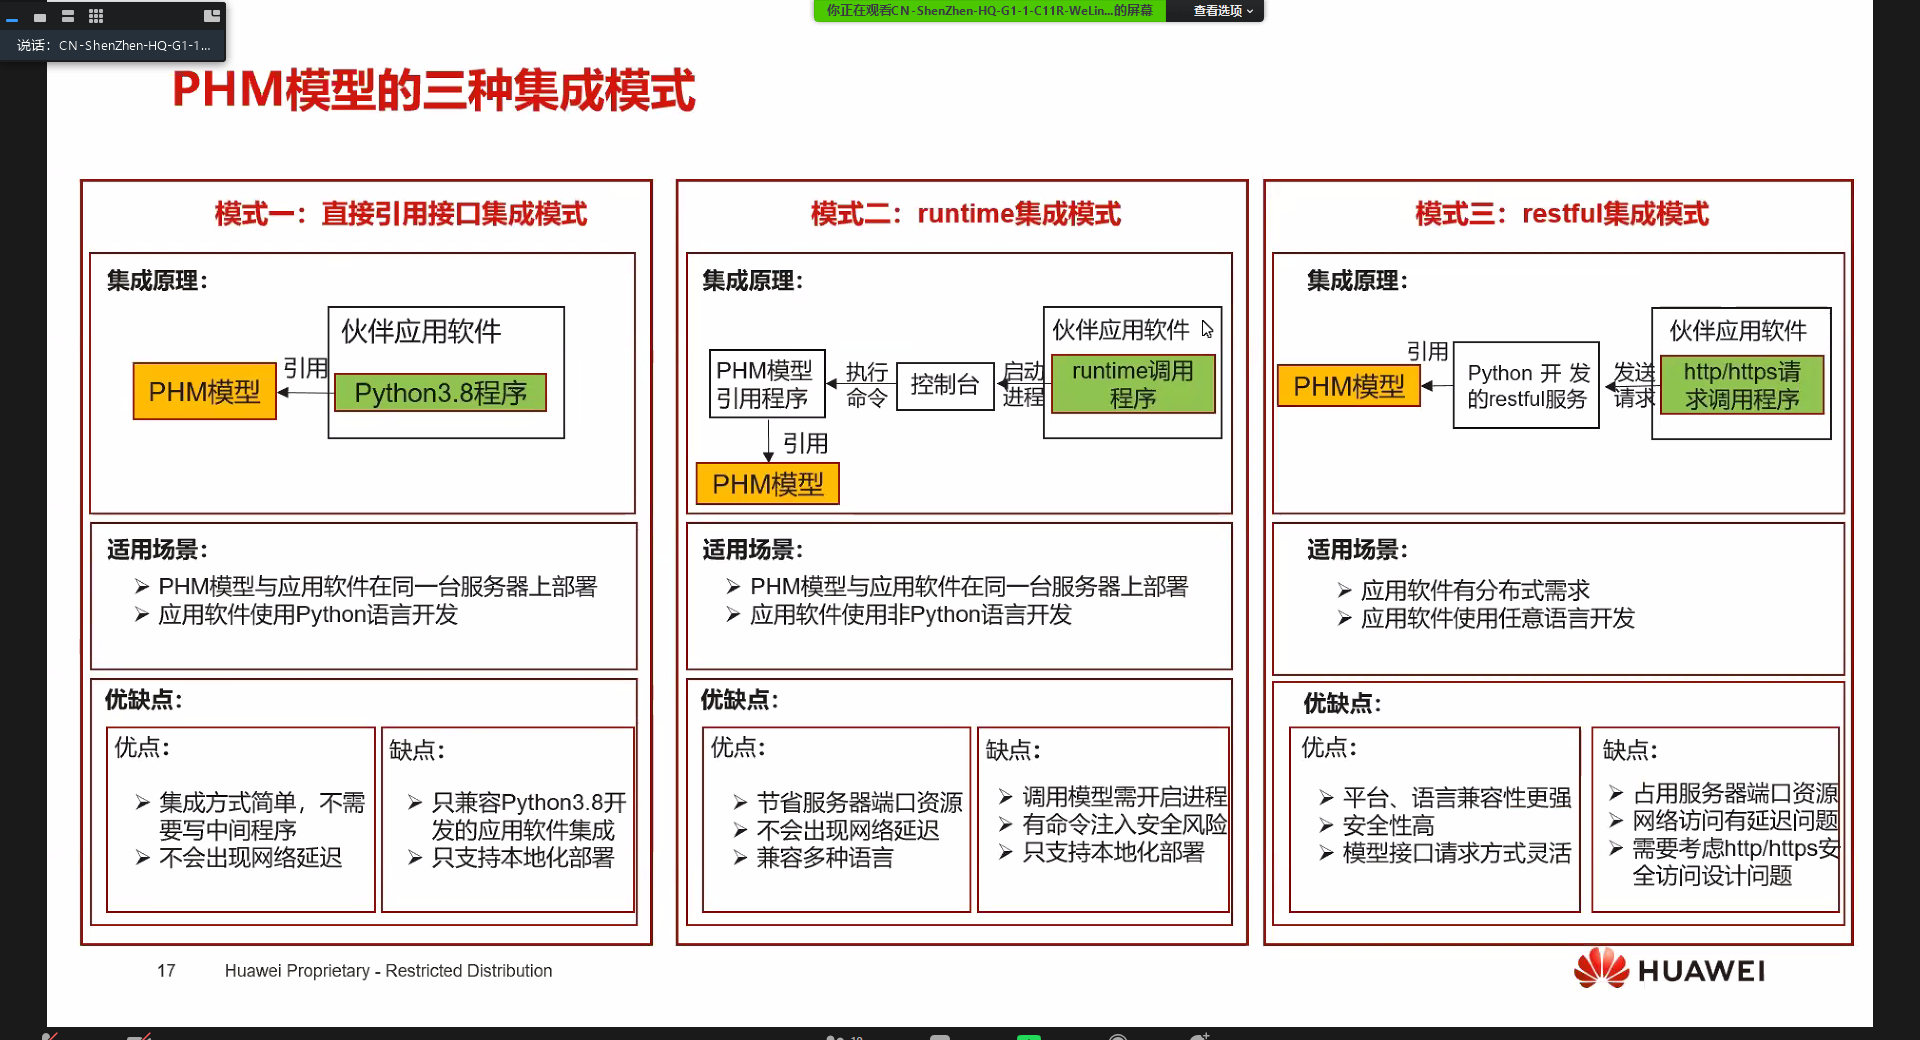 你正在观看CN-ShenZhen-HQ-G1-1-C11R-WeLin...的屏幕
查看选项
说话：CN-ShenZhen-HQ-G1-1...
PHM模型的三种集成模式
模式一：直接引用接口集成模式
集成原理：
伙伴应用软件
PHM模型
引用
Python3.8程序
适用场景：
PHM模型与应用软件在同一台服务器上部署
应用软件使用Python语言开发
优缺点：
优点：
集成方式简单，不需
要写中间程序
不会出现网络延迟
缺点：
只兼容Python3.8开
发的应用软件集成
只支持本地化部署
模式二：runtime集成模式
集成原理：
伙伴应用软件
PHM模型
引用程序
执行
命令
控制台
启动
进程
runtime调用
程序
引用
PHM模型
适用场景：
PHM模型与应用软件在同一台服务器上部署
应用软件使用非Python语言开发
优缺点：
优点：
节省服务器端口资源
不会出现网络延迟
兼容多种语言
缺点：
调用模型需开启进程
有命令注入安全风险
只支持本地化部署
模式三：restful集成模式
集成原理：
伙伴应用软件
PHM模型
引用
Python开发
的restful服务
发送
请求
http/https请
求调用程序
适用场景：
应用软件有分布式需求
应用软件使用任意语言开发
优缺点：
优点：
平台、语言兼容性更强
安全性高
模型接口请求方式灵活
缺点：
占用服务器端口资源
网络访问有延迟问题
需要考虑http/https安
全访问设计问题
17
Huawei Proprietary - Restricted Distribution
HUAWEI